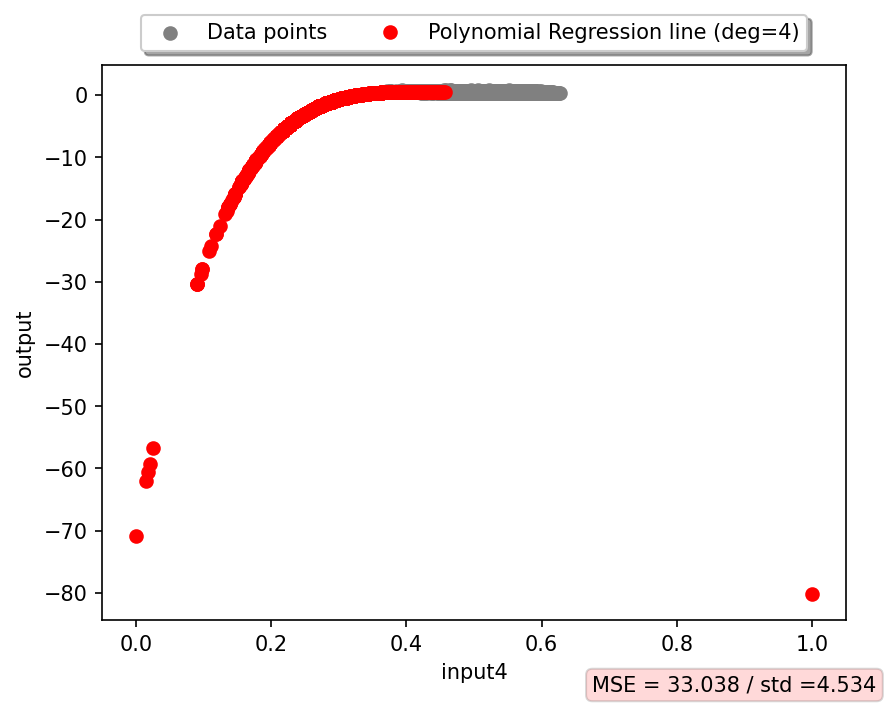 Data points Polynomial Regression line (deg=4)
0
−10
−20
−30
−40
−50
−60
−70
−80
output
0.0 0.2 0.4 0.6 0.8 1.0
input4
MSE = 33.038 / std =4.534